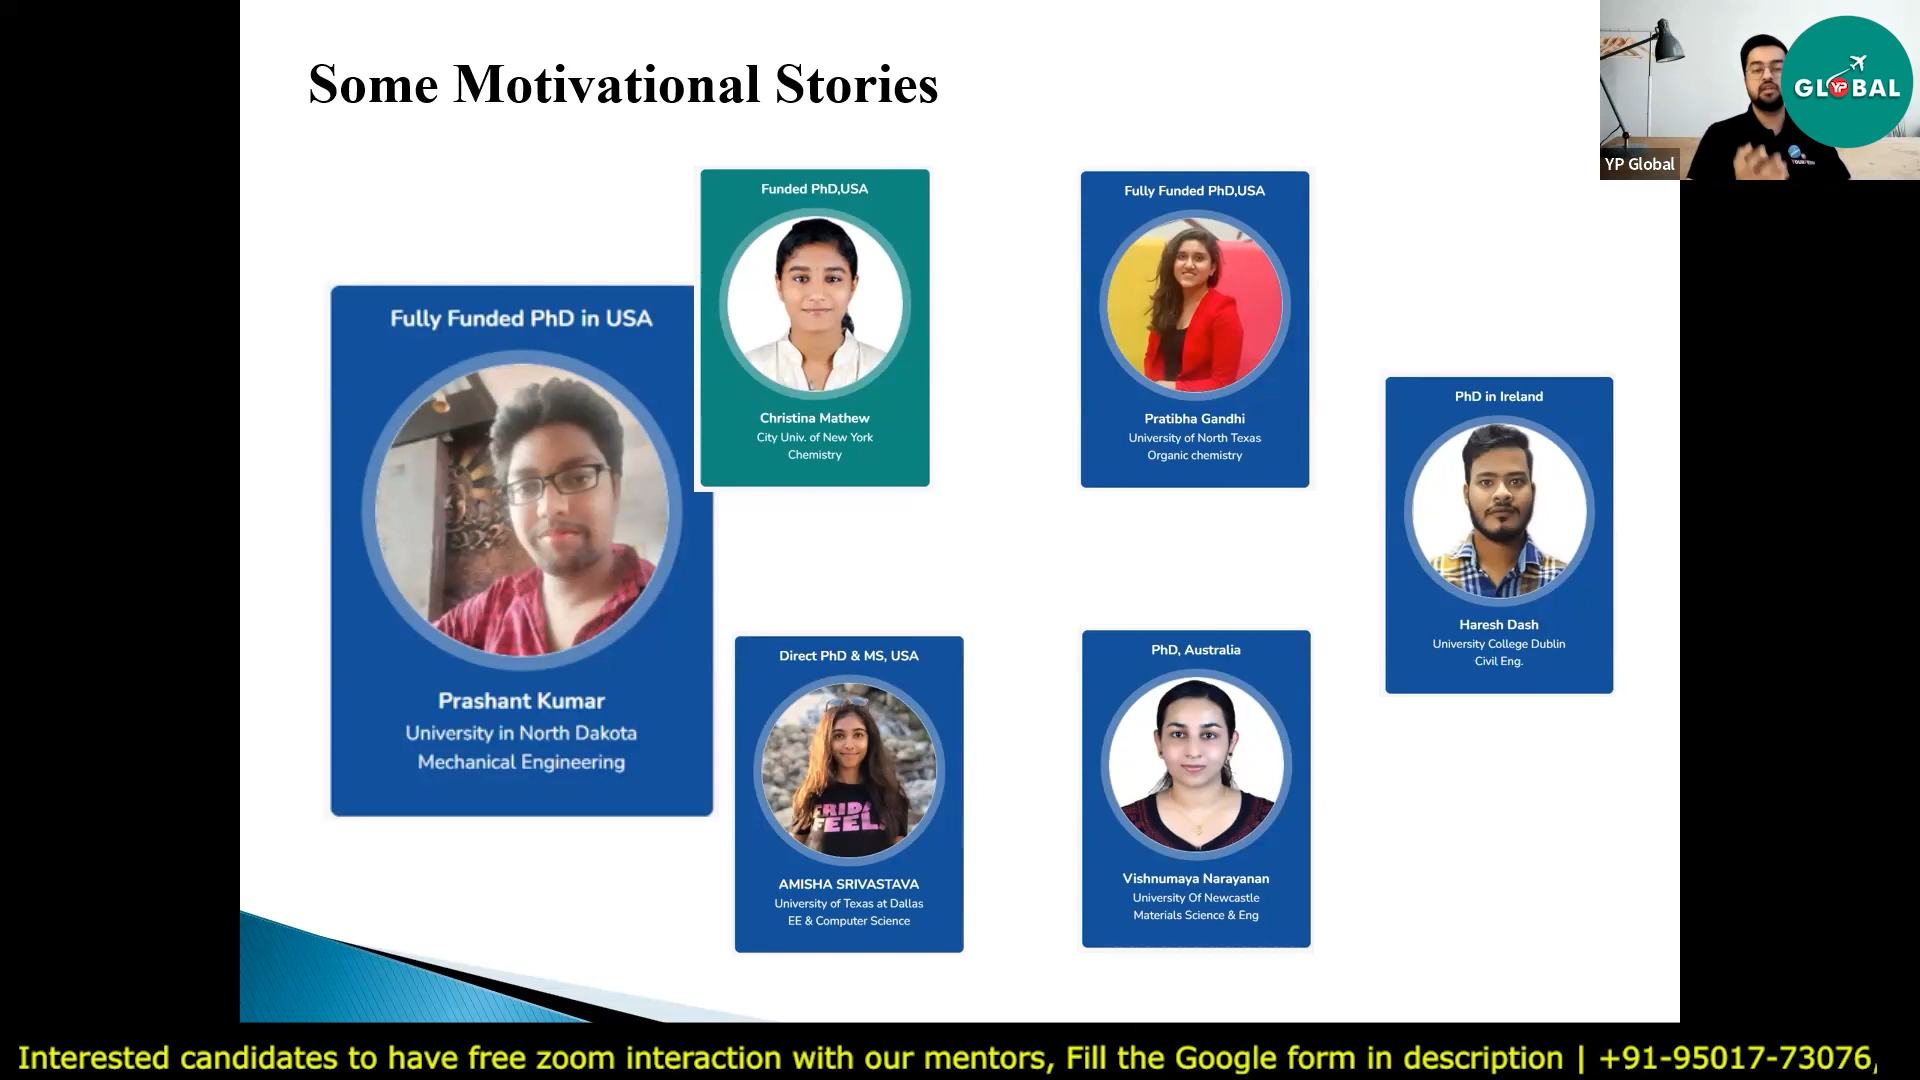 Some Motivational Stories
GLOBAL
YP
YP Global
Funded PhD,USA
Christina Mathew
City Univ. of New York
Chemistry
Fully Funded PhD,USA
Pratibha Gandhi
University of North Texas
Organic chemistry
Fully Funded PhD in USA
Prashant Kumar
University in North Dakota
Mechanical Engineering
PhD in Ireland
Haresh Dash
University College Dublin
Civil Eng.
Direct PhD & MS, USA
FEEL
AMISHA SRIVASTAVA
University of Texas at Dallas
EE & Computer Science
PhD, Australia
Vishnumaya Narayanan
University Of Newcastle
Materials Science & Eng
Interested candidates to have free zoom interaction with our mentors, Fill the Google form in description | +91-95017-73076,